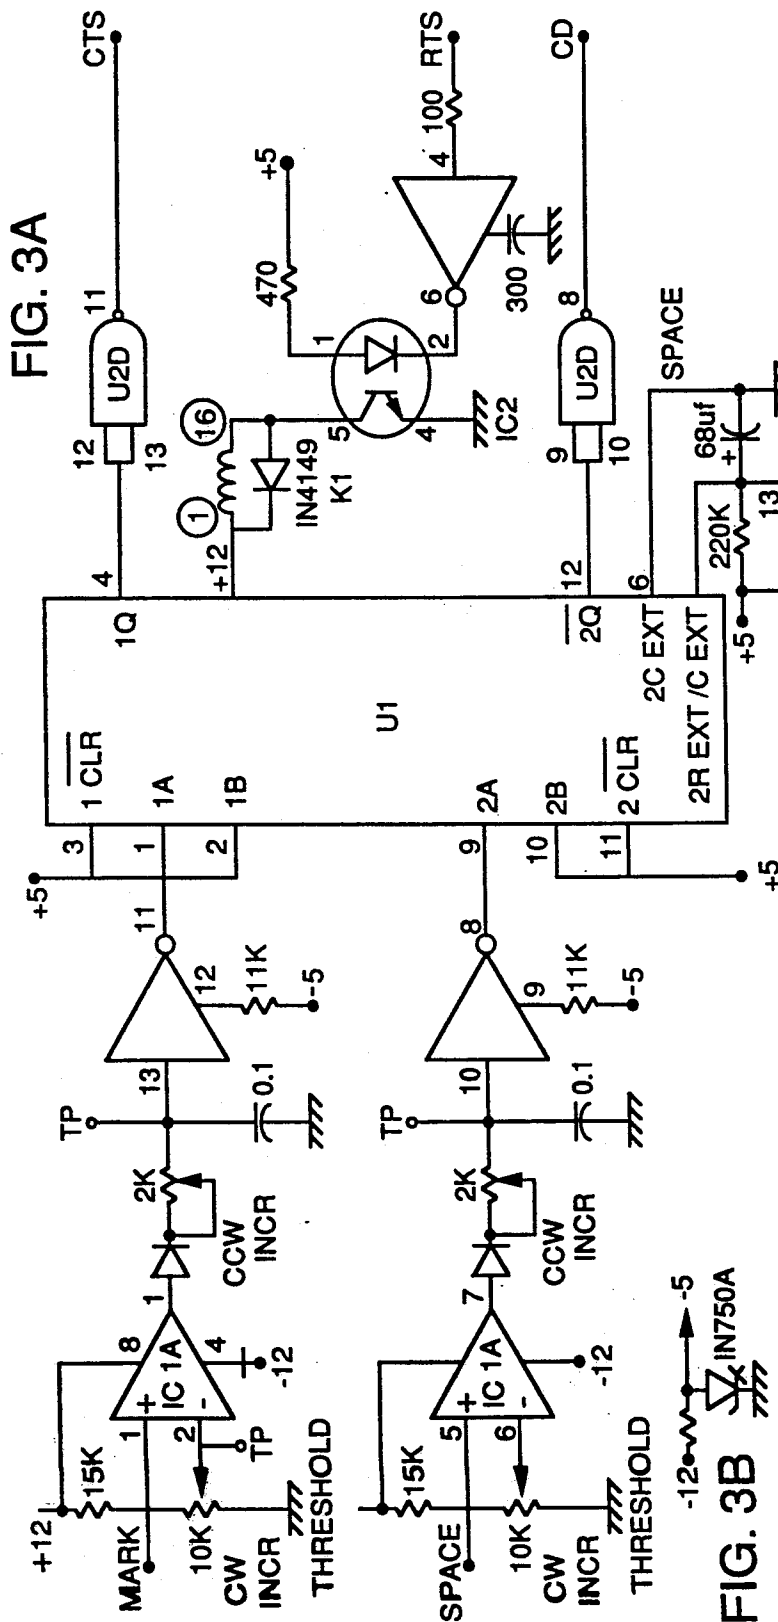 FIG. 3A
+12
15K
MARK
1
+
2
-
IC 1A
8
4
-12
TP
10K
CW
INCR
THRESHOLD
1
CCW
INCR
2K
TP
0.1
13
12
11K
-5
11
+5
3
1
2
1 CLR
1A
1B
U1
1Q
4
12
13
U2D
11
CTS
+12
1
16
IN4149
K1
5
4
1
2
IC2
470
+5
6
300
4
100
RTS
SPACE
15K
5
+
6
-
IC 1A
-12
10K
CW
INCR
THRESHOLD
7
CCW
INCR
2K
TP
0.1
10
9
11K
-5
8
9
10
11
+5
2A
2B
2 CLR
2Q
12
9
10
U2D
8
CD
2C EXT
6
SPACE
2R EXT /C EXT
+5
220K
13
+
68uf
FIG. 3B
-12
-5
IN750A